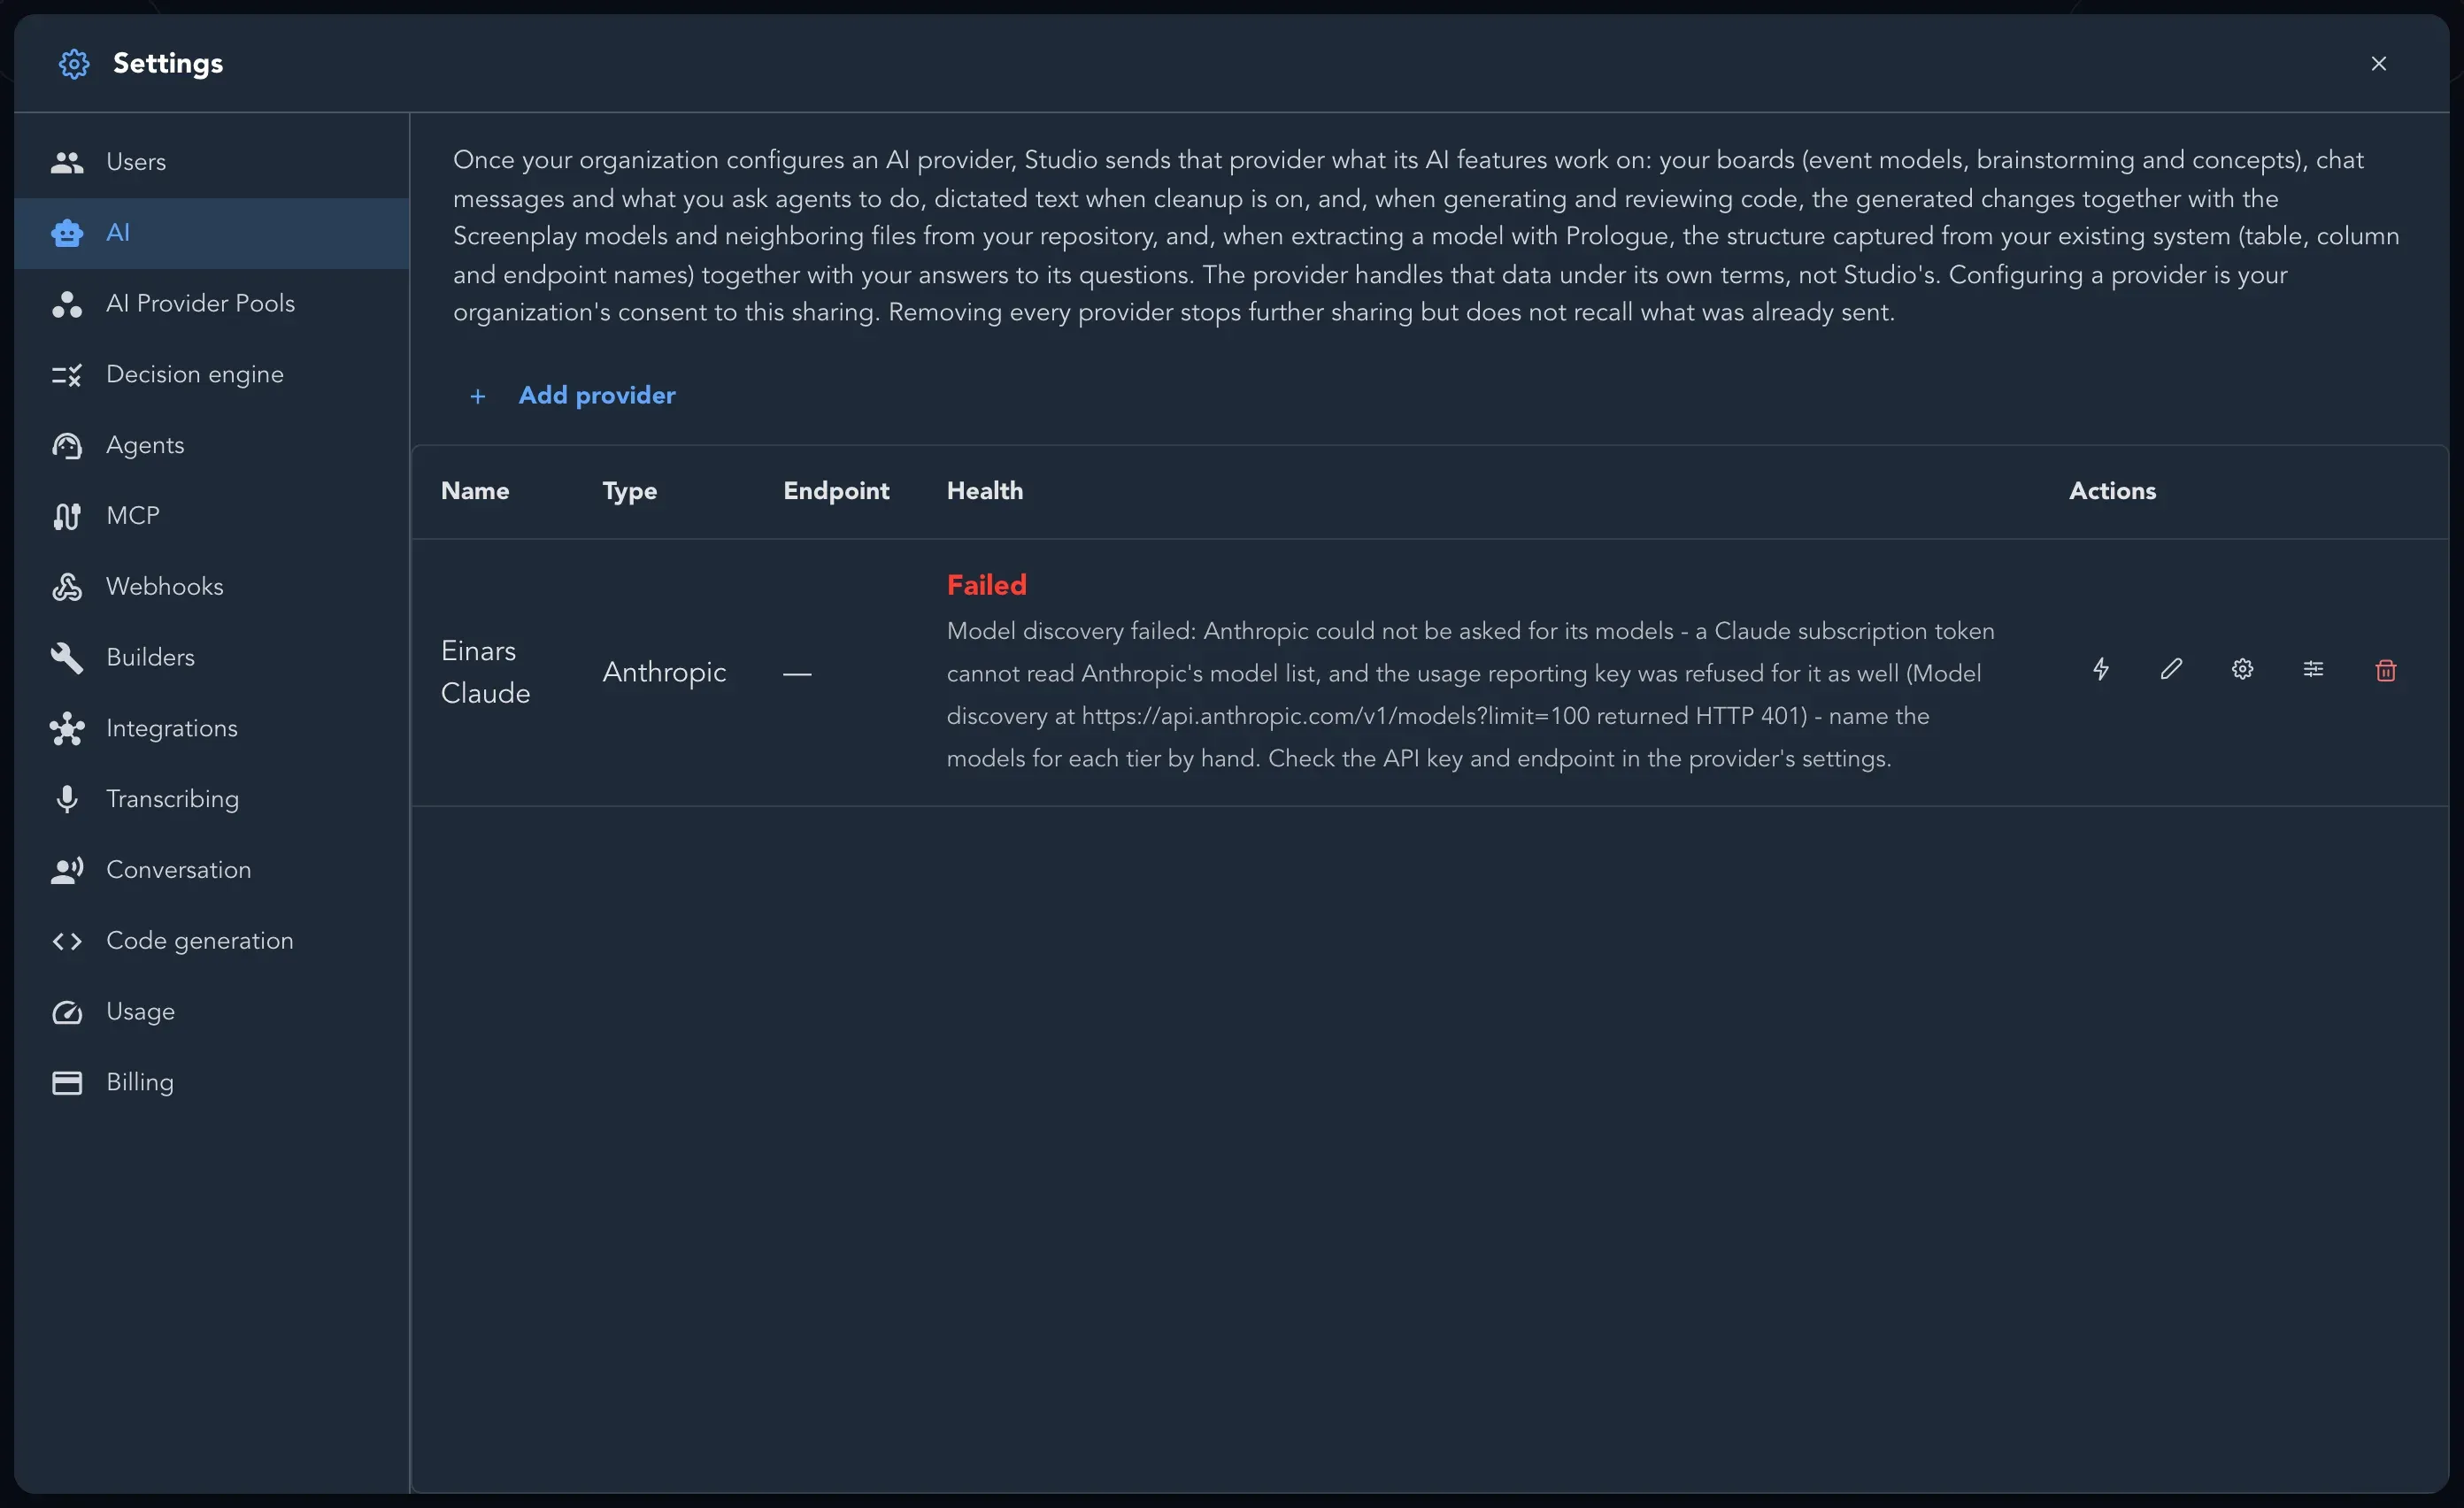 Settings
Users
AI
AI Provider Pools
Decision engine
Agents
MCP
Webhooks
Builders
Integrations
Transcribing
Conversation
Code generation
Usage
Billing
Once your organization configures an AI provider, Studio sends that provider what its AI features work on: your boards (event models, brainstorming and concepts), chat
messages and what you ask agents to do, dictated text when cleanup is on, and, when generating and reviewing code, the generated changes together with the
Screenplay models and neighboring files from your repository, and, when extracting a model with Prologue, the structure captured from your existing system (table, column
and endpoint names) together with your answers to its questions. The provider handles that data under its own terms, not Studio's. Configuring a provider is your
organization's consent to this sharing. Removing every provider stops further sharing but does not recall what was already sent.
+ Add provider
Name Type Endpoint Health Actions
Einars
Claude
Anthropic
—
Failed
Model discovery failed: Anthropic could not be asked for its models - a Claude subscription token
cannot read Anthropic's model list, and the usage reporting key was refused for it as well (Model
discovery at https://api.anthropic.com/v1/models?limit=100 returned HTTP 401) - name the
models for each tier by hand. Check the API key and endpoint in the provider's settings.